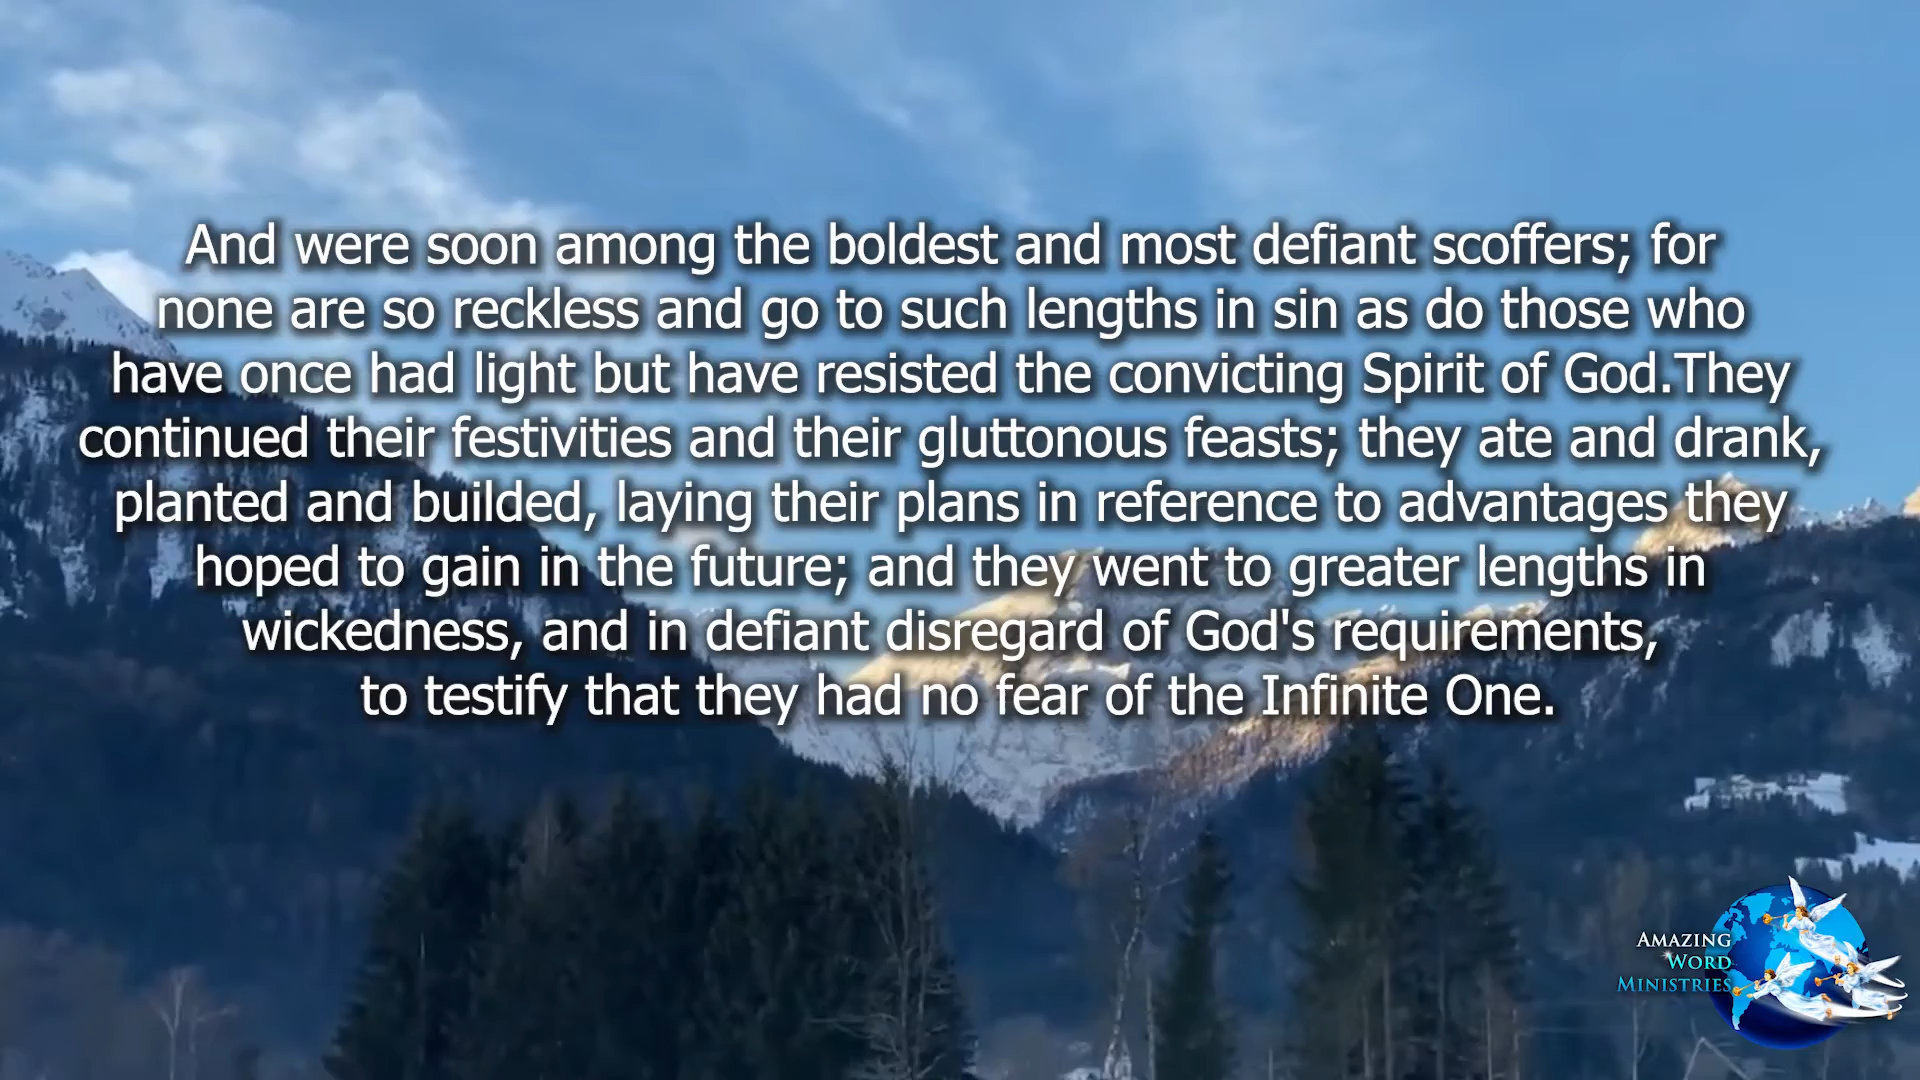 And were soon among the boldest and most defiant scoffers; for
none are so reckless and go to such lengths in sin as do those who
have once had light but have resisted the convicting Spirit of God.They
continued their festivities and their gluttonous feasts; they ate and drank,
planted and builded, laying their plans in reference to advantages they
hoped to gain in the future; and they went to greater lengths in
wickedness, and in defiant disregard of God's requirements,
to testify that they had no fear of the Infinite One.
AMAZING
WORD
MINISTRIES